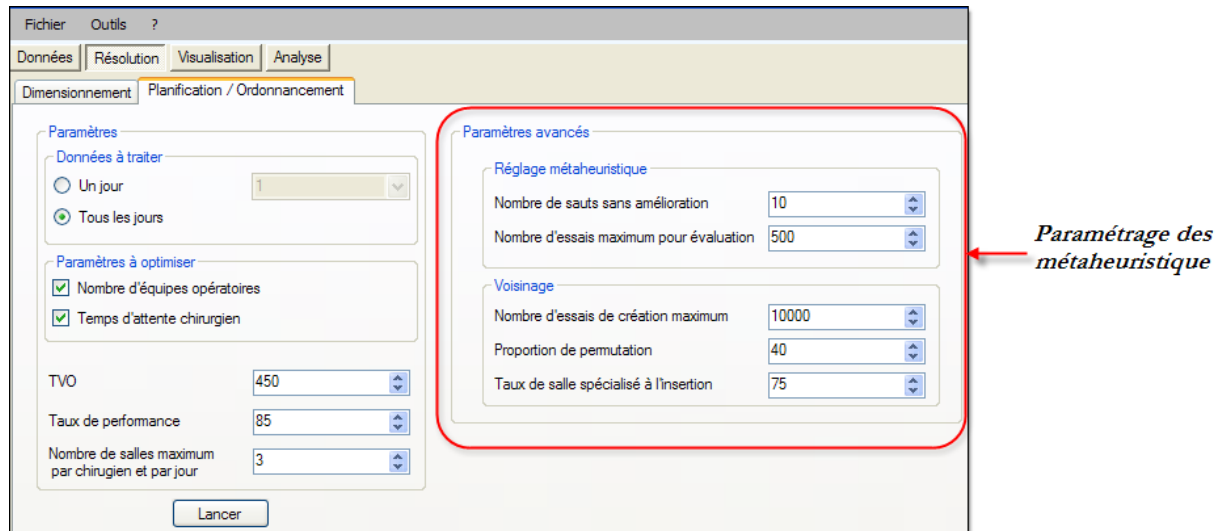 Fichier Outils ?
Données Résolution Visualisation Analyse
Dimensionnement Planification / Ordonnancement
Paramètres
Données à traiter
Un jour 1
Tous les jours
Paramètres à optimiser
Nombre d'équipes opératoires
Temps d'attente chirurgien
TVO 450
Taux de performance 85
Nombre de salles maximum
par chirugien et par jour 3
Lancer
Paramètres avancés
Réglage métaheuristique
Nombre de sauts sans amélioration 10
Nombre d'essais maximum pour évaluation 500
Voisinage
Nombre d'essais de création maximum 10000
Proportion de permutation 40
Taux de salle spécialisé à l'insertion 75
Paramétrage des
métaheuristique